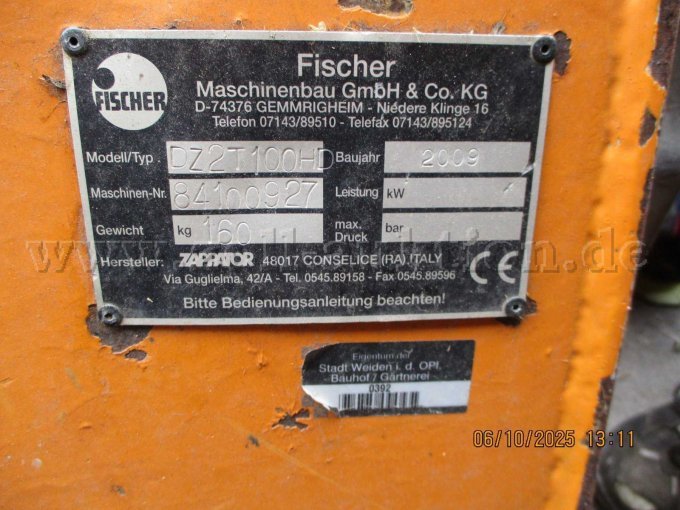 FISCHER
Fischer
Maschinenbau GmbH & Co. KG
D-74376 GEMMRIGHEIM - Niedere Klinge 16
Telefon 07143/89510 - Telefax 07143/895124
Modell/Typ. DZ2T100HD Baujahr 2009
Maschinen-Nr. 84100927 Leistung kW
Gewicht kg 160 max. Druck bar
Hersteller: ZAPPATOR 48017 CONSELICE (RA) ITALY
Via Guglielma, 42/A - Tel. 0545.89158 - Fax 0545.89596
CE
Bitte Bedienungsanleitung beachten!
Eigentum der
Stadt Weiden i. d. OPf.
Bauhof / Gärtnerei
0392
06/10/2025 13:11